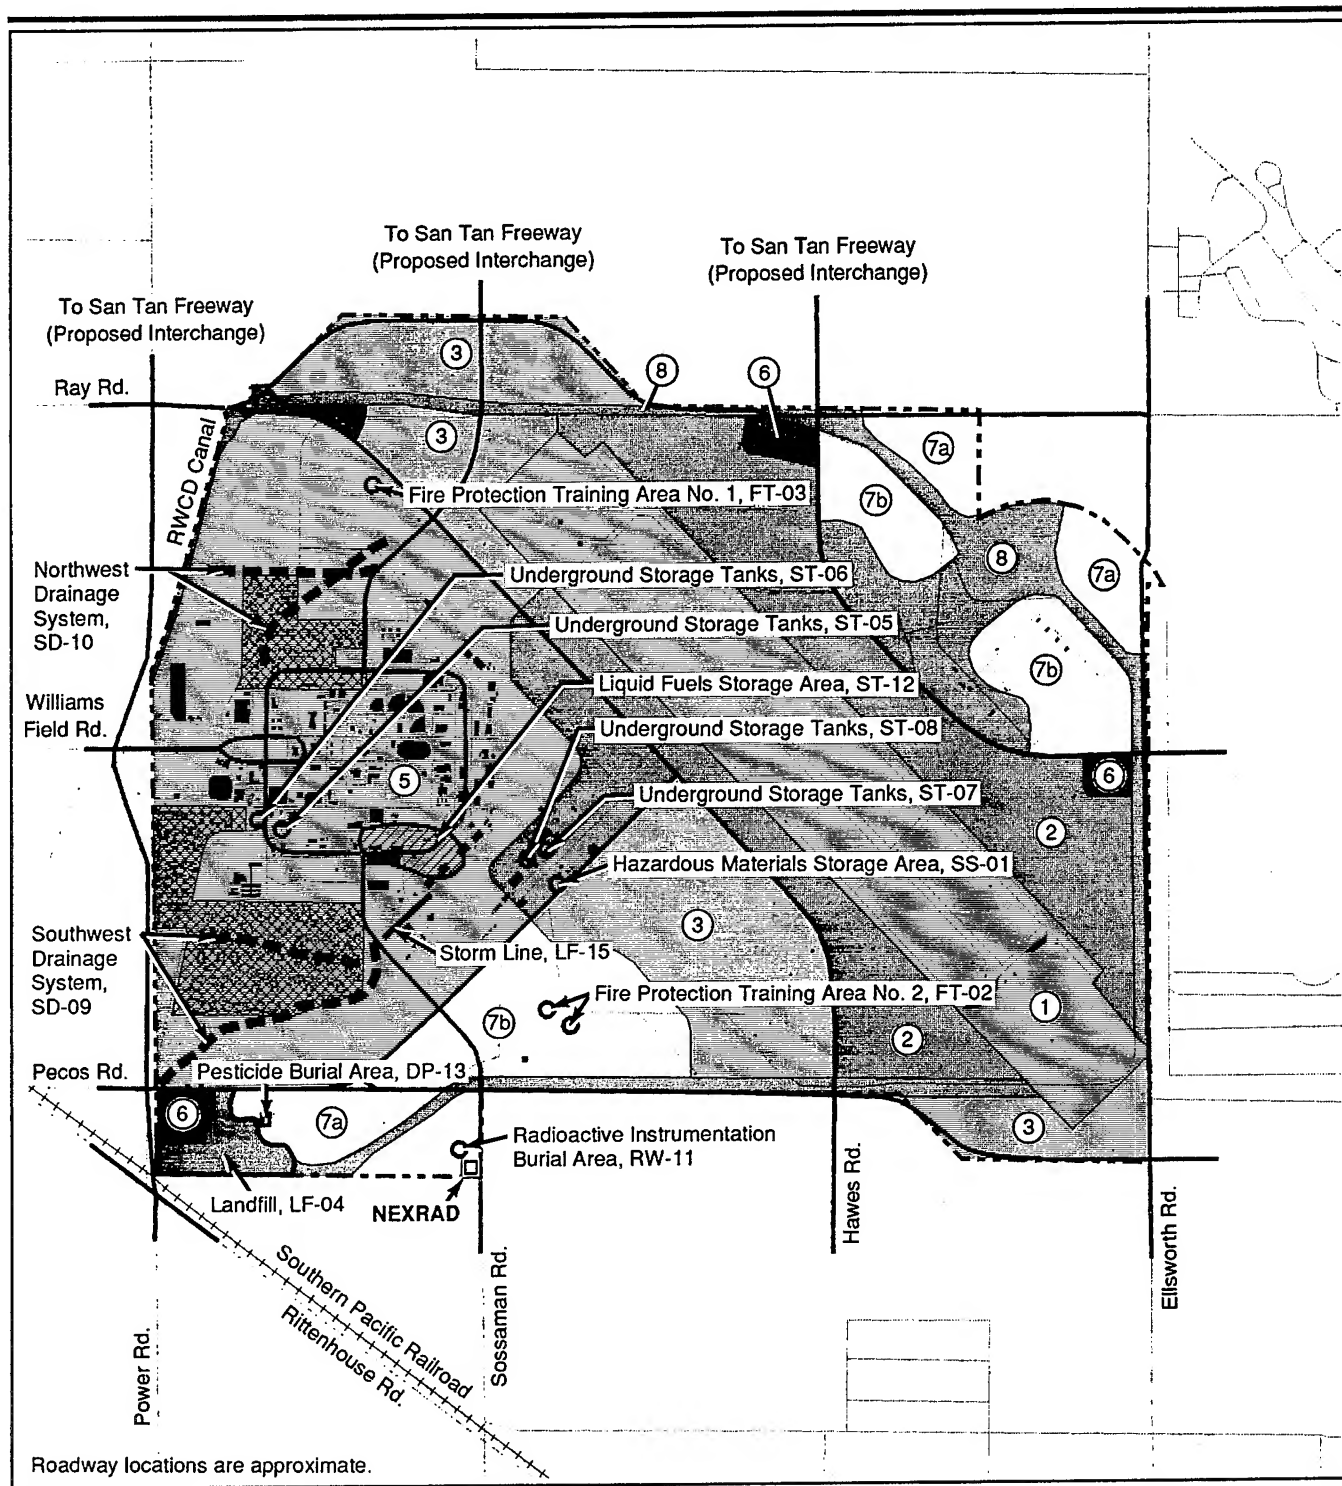 To San Tan Freeway
(Proposed Interchange)
To San Tan Freeway
(Proposed Interchange)
To San Tan Freeway
(Proposed Interchange)
Ray Rd.
RWCD Canal
3
8
6
3
7a
7b
Fire Protection Training Area No. 1, FT-03
Northwest
Drainage
System,
SD-10
Underground Storage Tanks, ST-06
8
7a
Underground Storage Tanks, ST-05
7b
Liquid Fuels Storage Area, ST-12
Williams
Field Rd.
Underground Storage Tanks, ST-08
5
6
Underground Storage Tanks, ST-07
2
Hazardous Materials Storage Area, SS-01
3
Southwest
Drainage
System,
SD-09
Storm Line, LF-15
Fire Protection Training Area No. 2, FT-02
1
7b
2
Pecos Rd.
Pesticide Burial Area, DP-13
6
7a
3
Radioactive Instrumentation
Burial Area, RW-11
Landfill, LF-04
NEXRAD
Hawes Rd.
Ellsworth Rd.
Sossaman Rd.
Power Rd.
Southern Pacific Railroad
Rittenhouse Rd.
Roadway locations are approximate.